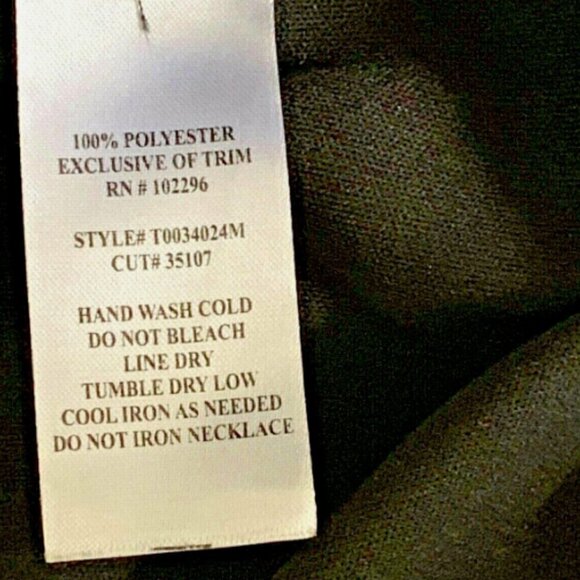 100% POLYESTER
EXCLUSIVE OF TRIM
RN # 102296
STYLE# T0034024M
CUT# 35107
HAND WASH COLD
DO NOT BLEACH
LINE DRY
TUMBLE DRY LOW
COOL IRON AS NEEDED
DO NOT IRON NECKLACE